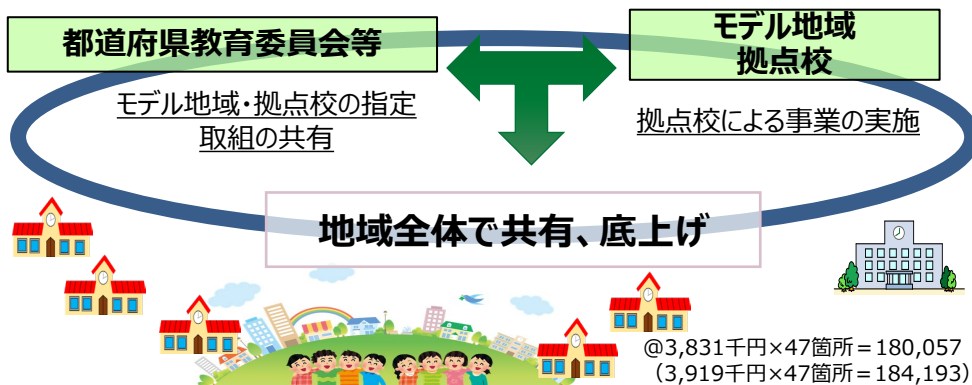 都道府県教育委員会等
モデル地域
拠点校
モデル地域・拠点校の指定
取組の共有
拠点校による事業の実施
地域全体で共有、底上げ
@3,831千円×47箇所＝180,057
（3,919千円×47箇所＝184,193）